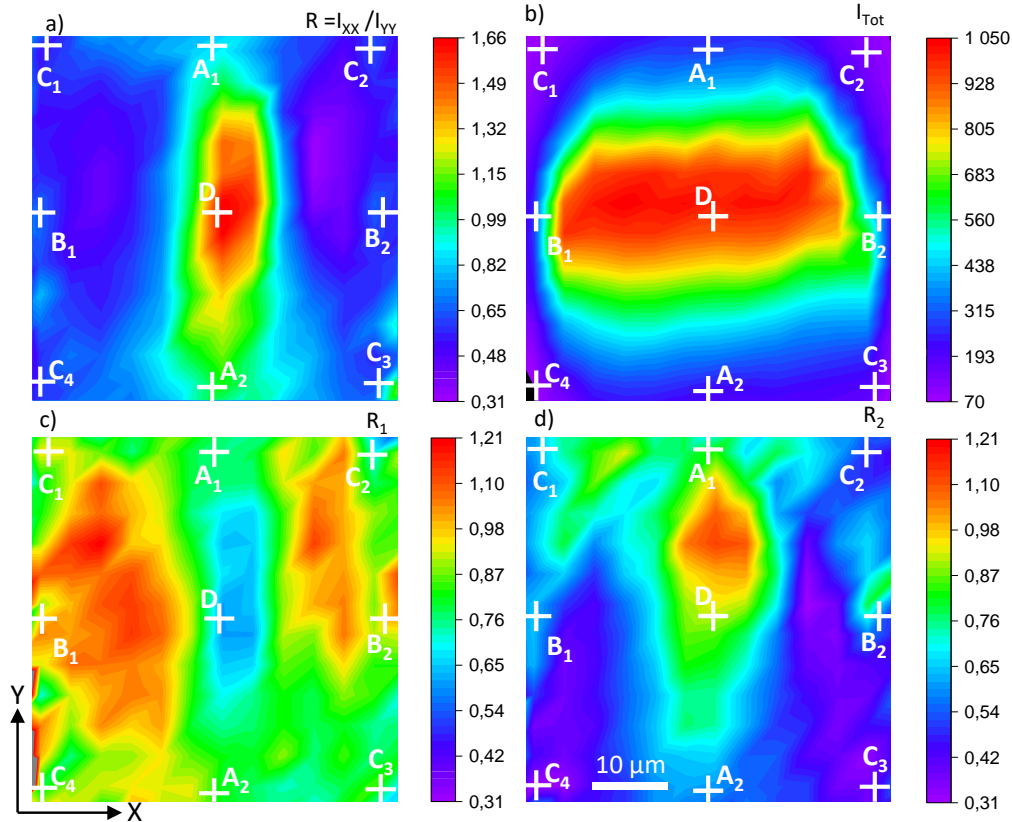 a)
R =I_XX /I_YY
b)
I_Tot
C1
A1
C2
D
B1
B2
C4
A2
C3
1,66
1,49
1,32
1,15
0,99
0,82
0,65
0,48
0,31
C1
A1
C2
D
B1
B2
C4
A2
C3
1 050
928
805
683
560
438
315
193
70
c)
R1
d)
R2
C1
A1
C2
D
B1
B2
C4
A2
C3
1,21
1,10
0,98
0,87
0,76
0,65
0,54
0,42
0,31
C1
A1
C2
D
B1
B2
C4
A2
C3
10 µm
1,21
1,10
0,98
0,87
0,76
0,65
0,54
0,42
0,31
Y
X